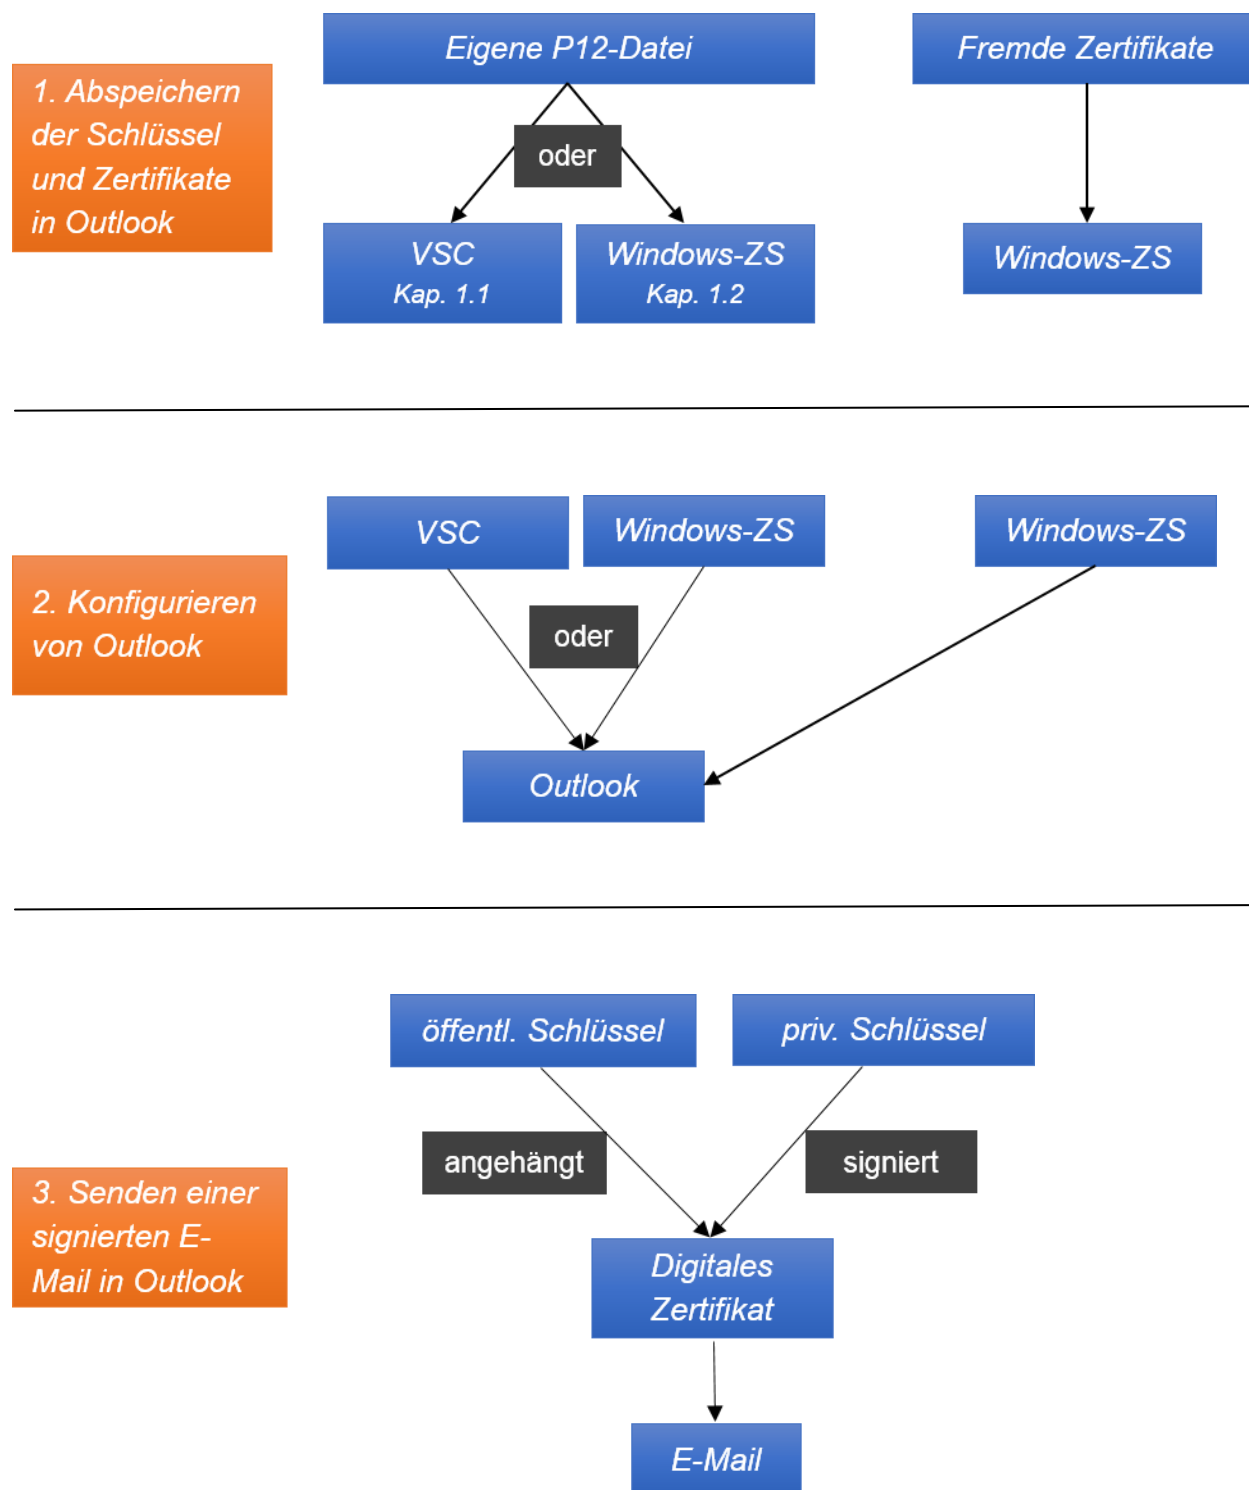 Eigene P12-Datei
Fremde Zertifikate
1. Abspeichern
der Schlüssel
und Zertifikate
in Outlook
oder
VSC
Kap. 1.1
Windows-ZS
Kap. 1.2
Windows-ZS
VSC
Windows-ZS
Windows-ZS
2. Konfigurieren
von Outlook
oder
Outlook
öffentl. Schlüssel
priv. Schlüssel
angehängt
signiert
3. Senden einer
signierten E-
Mail in Outlook
Digitales
Zertifikat
E-Mail